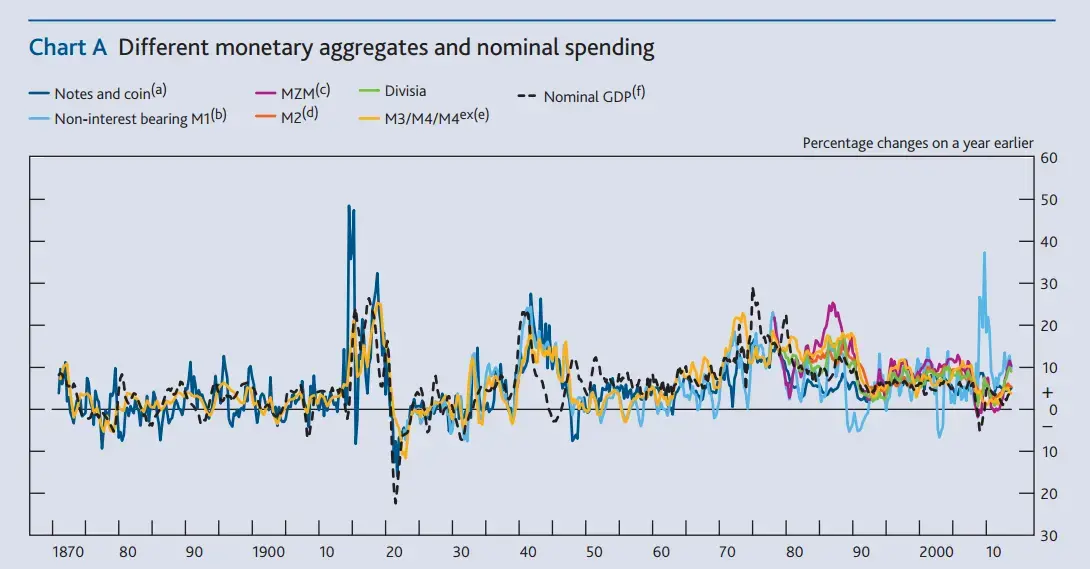 Chart A Different monetary aggregates and nominal spending
Notes and coin(a) MZM(c) Divisia Nominal GDP(f)
Non-interest bearing M1(b) M2(d) M3/M4/M4ex(e)
Percentage changes on a year earlier
60
50
40
30
20
10
+
0
–
10
20
30
1870 80 90 1900 10 20 30 40 50 60 70 80 90 2000 10